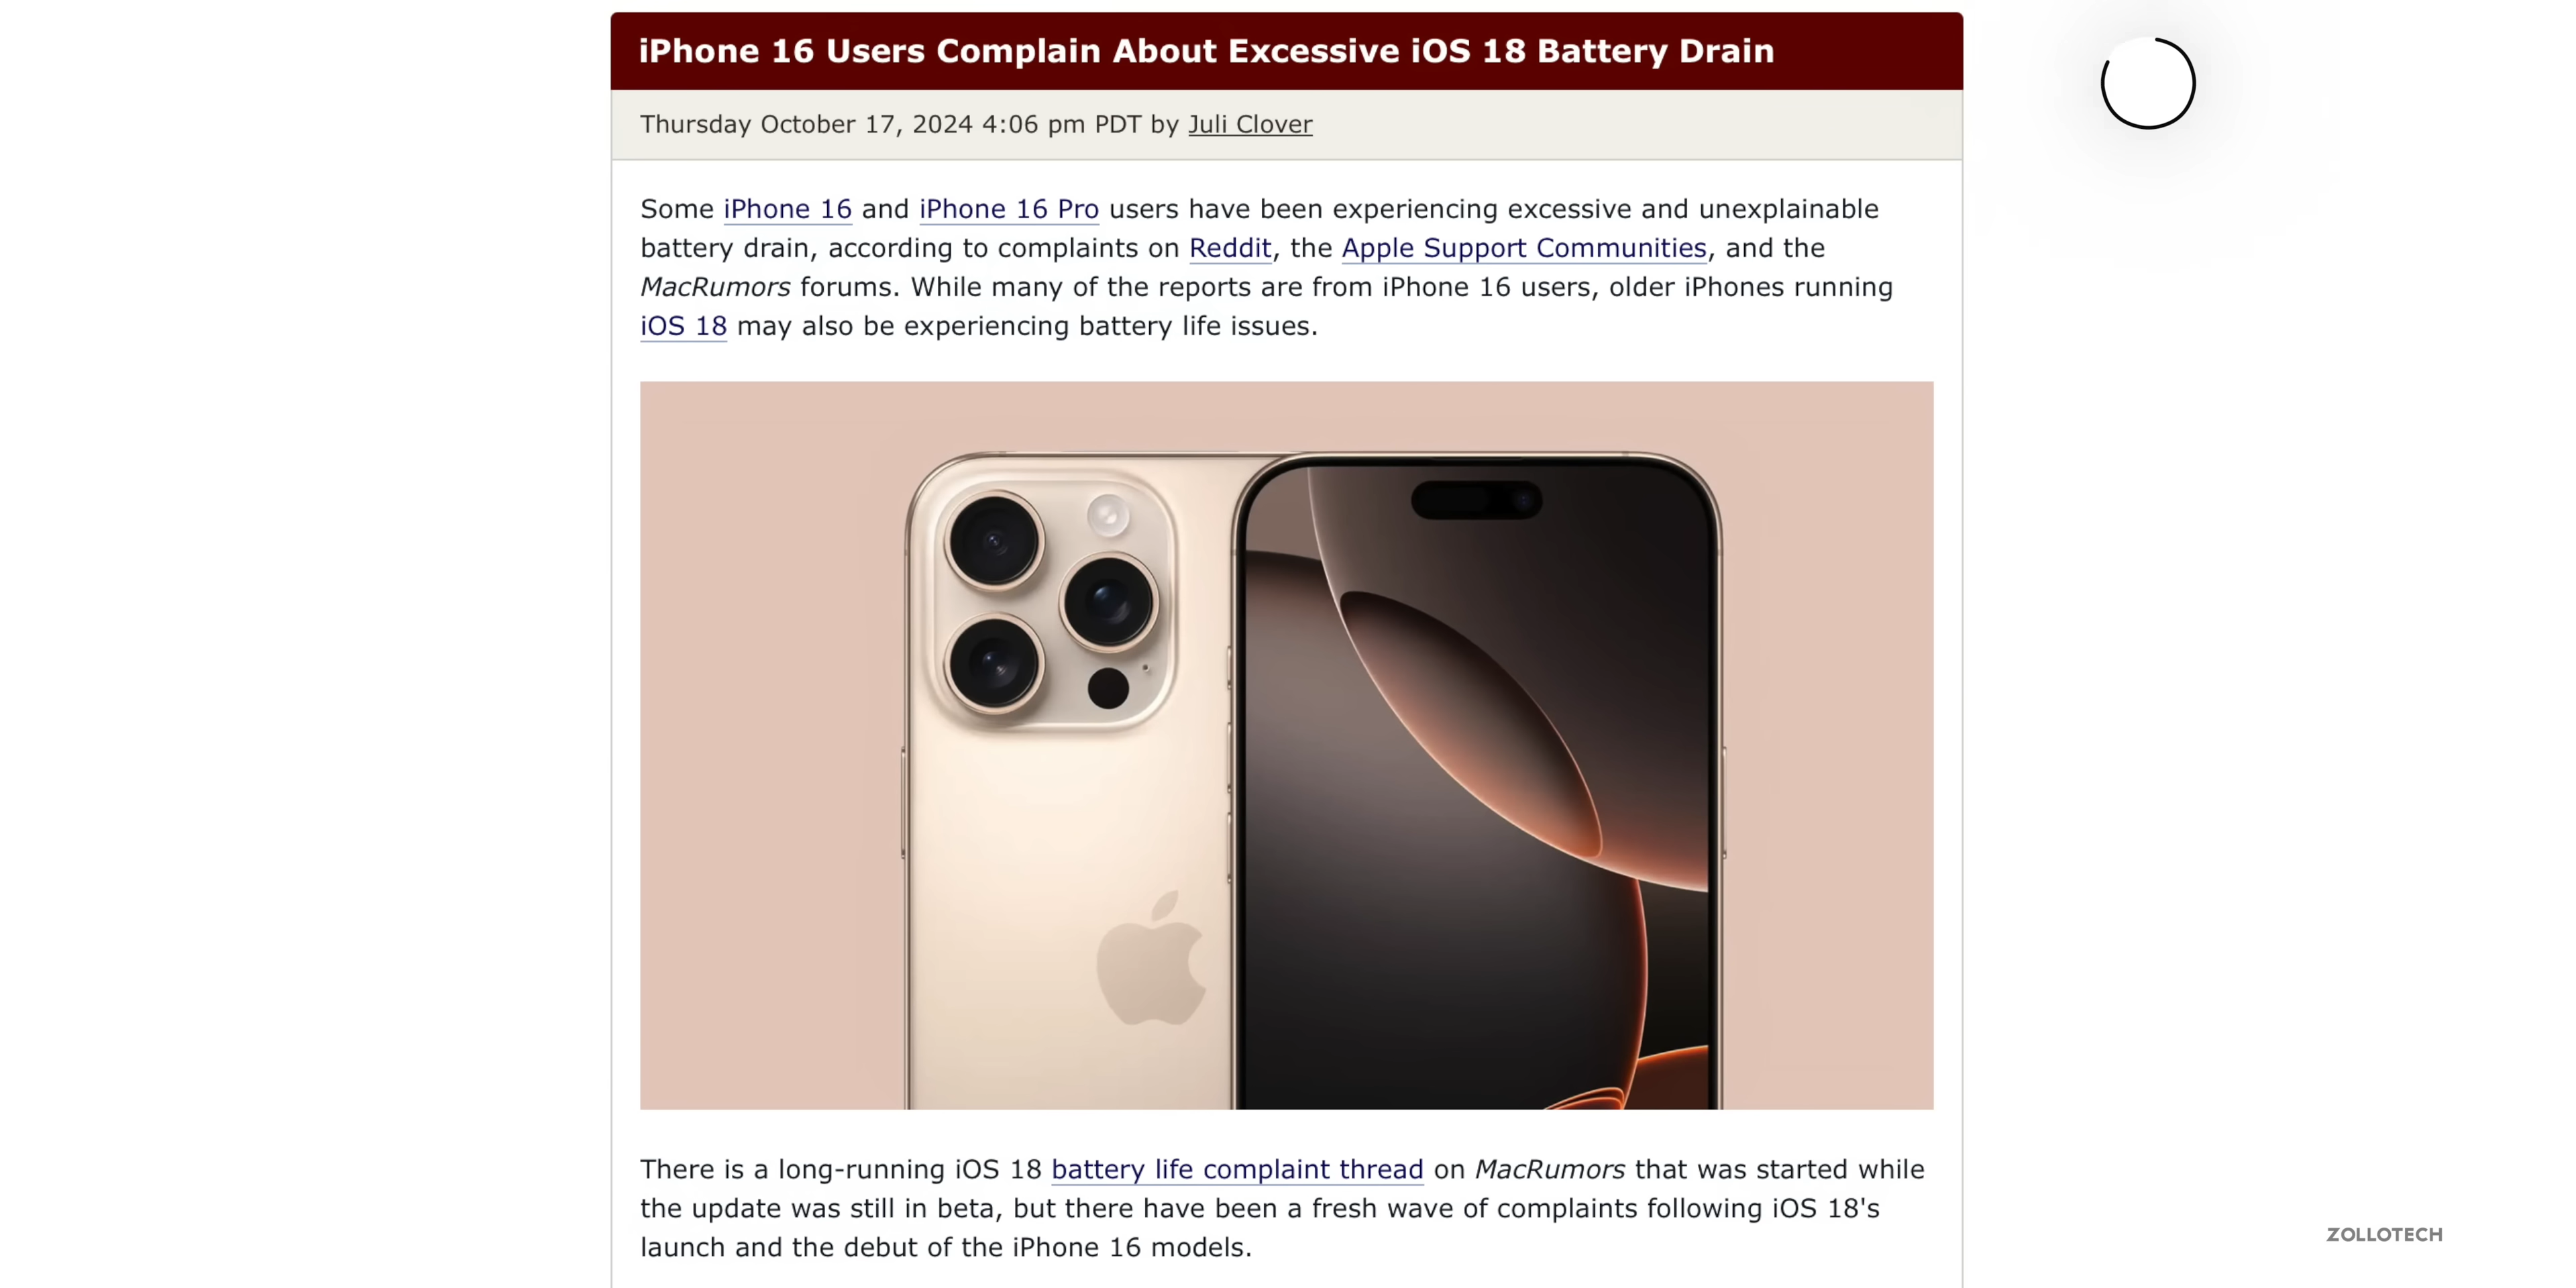 iPhone 16 Users Complain About Excessive iOS 18 Battery Drain
Thursday October 17, 2024 4:06 pm PDT by Juli Clover
Some iPhone 16 and iPhone 16 Pro users have been experiencing excessive and unexplainable
battery drain, according to complaints on Reddit, the Apple Support Communities, and the
MacRumors forums. While many of the reports are from iPhone 16 users, older iPhones running
iOS 18 may also be experiencing battery life issues.
There is a long-running iOS 18 battery life complaint thread on MacRumors that was started while
the update was still in beta, but there have been a fresh wave of complaints following iOS 18's
launch and the debut of the iPhone 16 models.
ZOLLOTECH